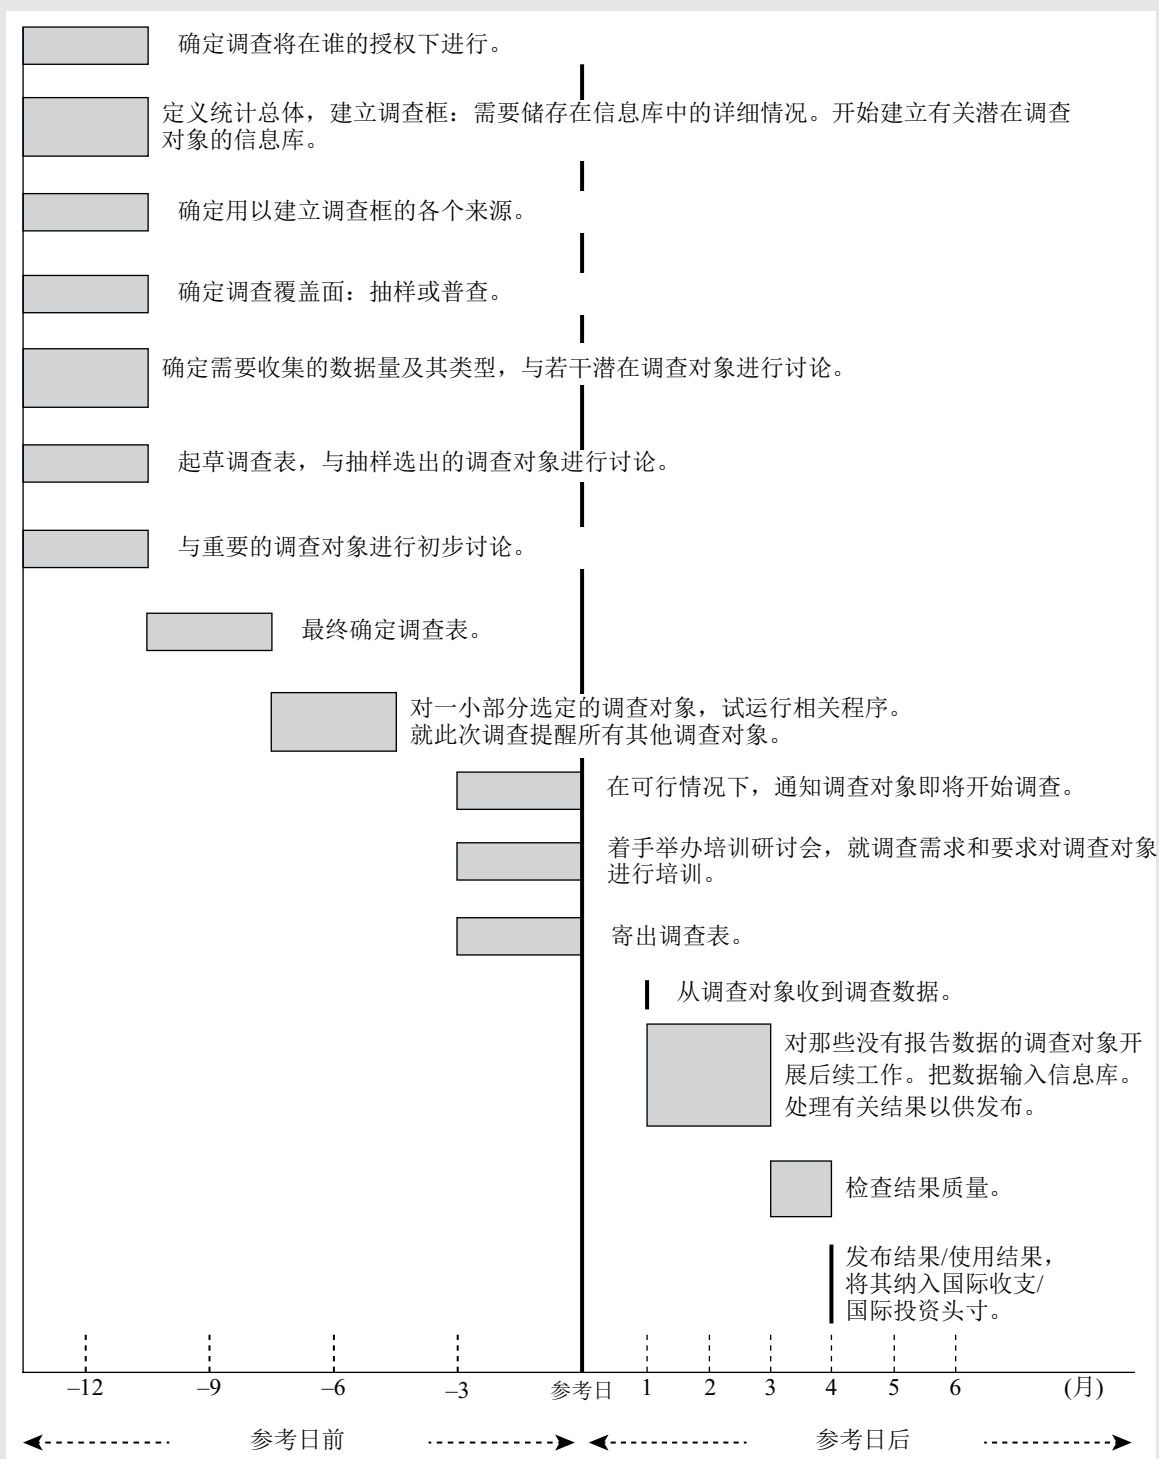 确定调查将在谁的授权下进行。
定义统计总体，建立调查框：需要储存在信息库中的详细情况。开始建立有关潜在调查
对象的信息库。
确定用以建立调查框的各个来源。
确定调查覆盖面：抽样或普查。
确定需要收集的数据量及其类型，与若干潜在调查对象进行讨论。
起草调查表，与抽样选出的调查对象进行讨论。
与重要的调查对象进行初步讨论。
最终确定调查表。
对一小部分选定的调查对象，试运行相关程序。
就此次调查提醒所有其他调查对象。
在可行情况下，通知调查对象即将开始调查。
着手举办培训研讨会，就调查需求和要求对调查对象
进行培训。
寄出调查表。
从调查对象收到调查数据。
对那些没有报告数据的调查对象开
展后续工作。把数据输入信息库。
处理有关结果以供发布。
检查结果质量。
发布结果/使用结果，
将其纳入国际收支/
国际投资头寸。
–12 –9 –6 –3 参考日 1 2 3 4 5 6 (月)
参考日前 参考日后